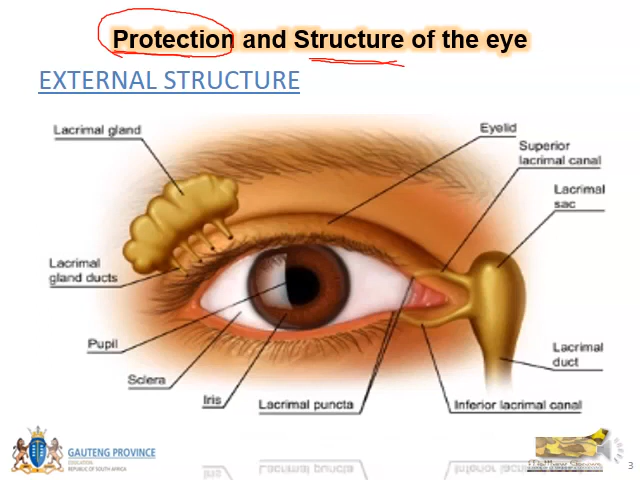 Protection and Structure of the eye
EXTERNAL STRUCTURE
Lacrimal gland
Eyelid
Superior
lacrimal canal
Lacrimal
sac
Lacrimal
gland ducts
Pupil
Lacrimal
duct
Sclera
Iris
Lacrimal puncta
Inferior lacrimal canal
GAUTENG PROVINCE
EDUCATION
REPUBLIC OF SOUTH AFRICA
3